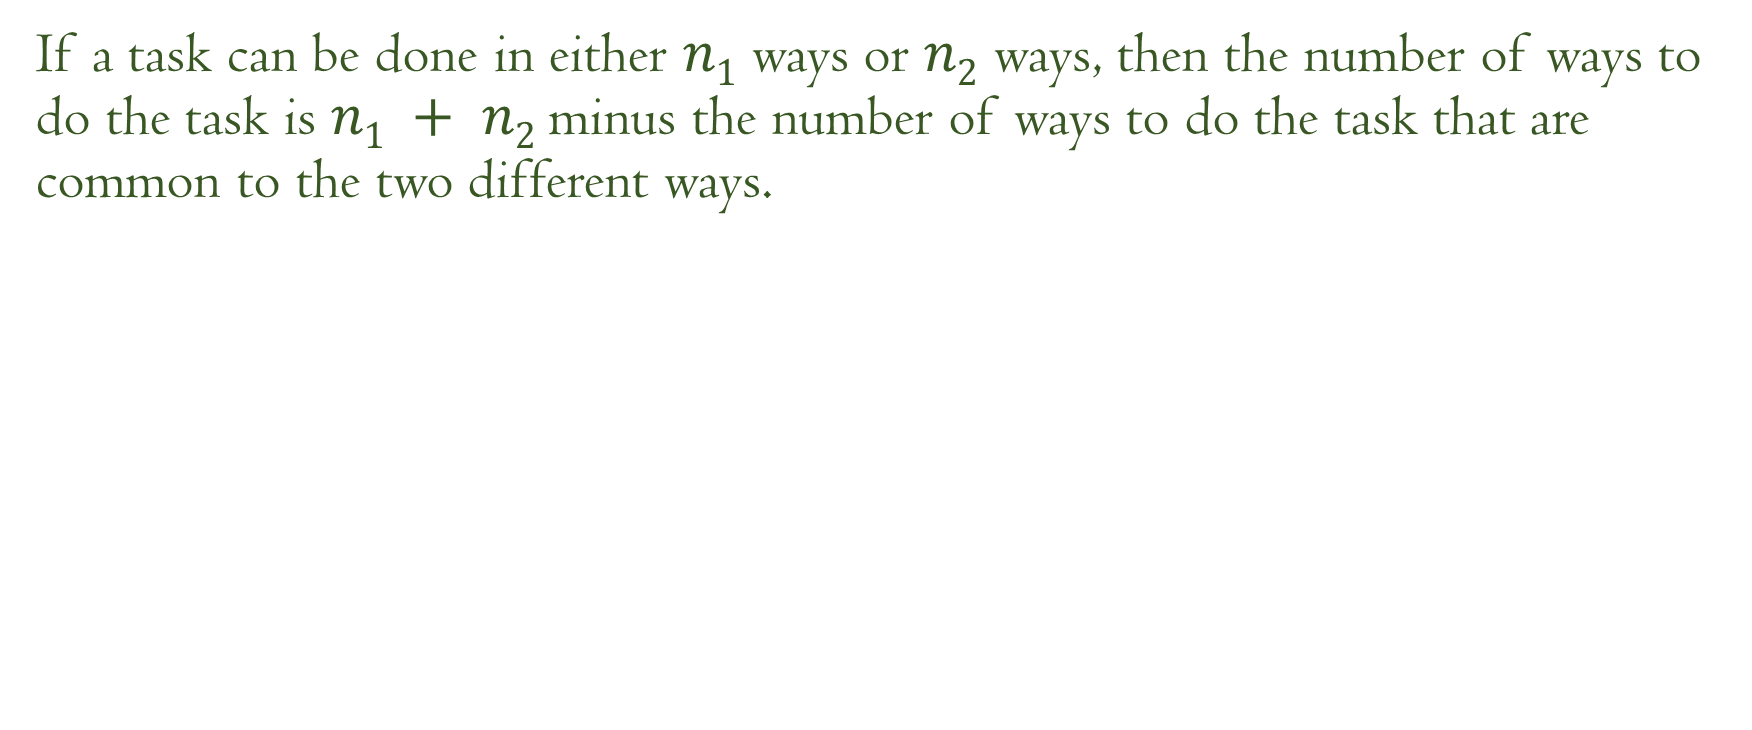 If a task can be done in either n₁ ways or n₂ ways, then the number of ways to
do the task is n₁ + n₂ minus the number of ways to do the task that are
common to the two different ways.